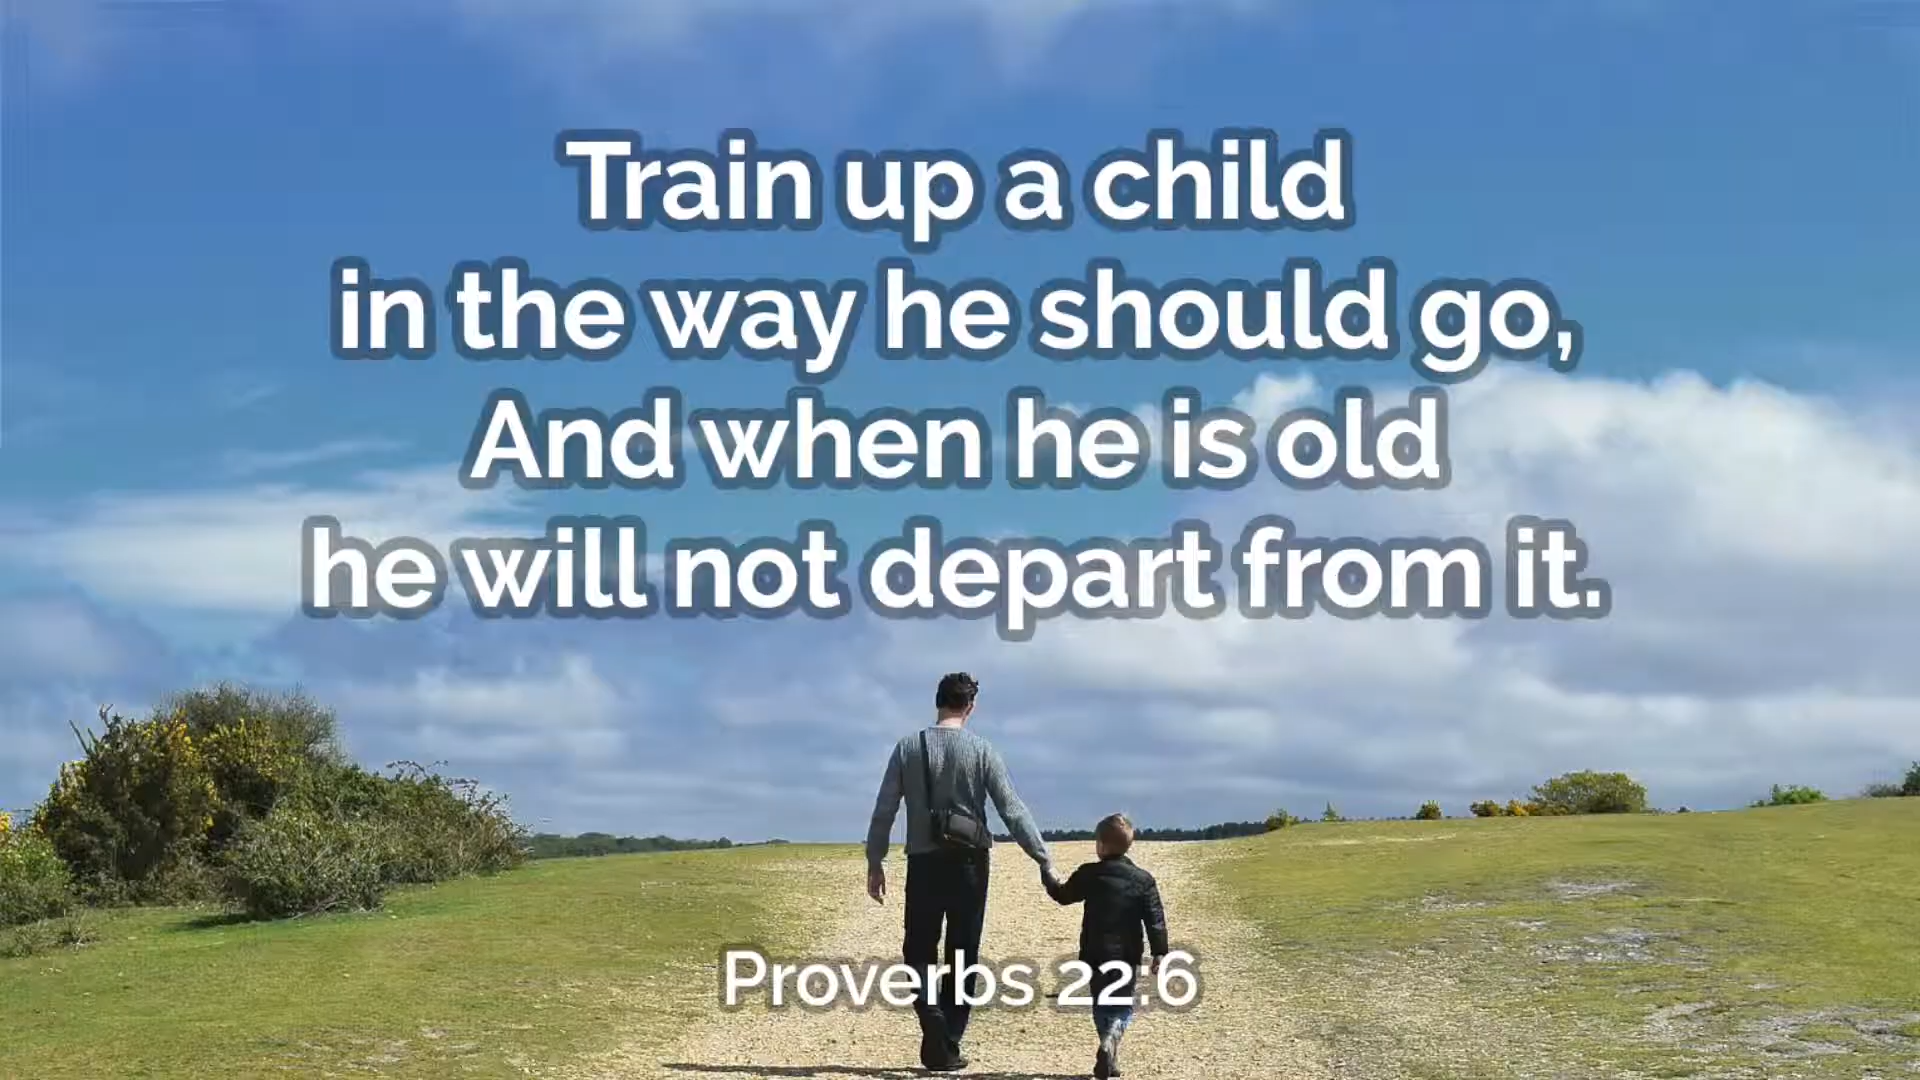 Train up a child
in the way he should go,
And when he is old
he will not depart from it.
Proverbs 22:6